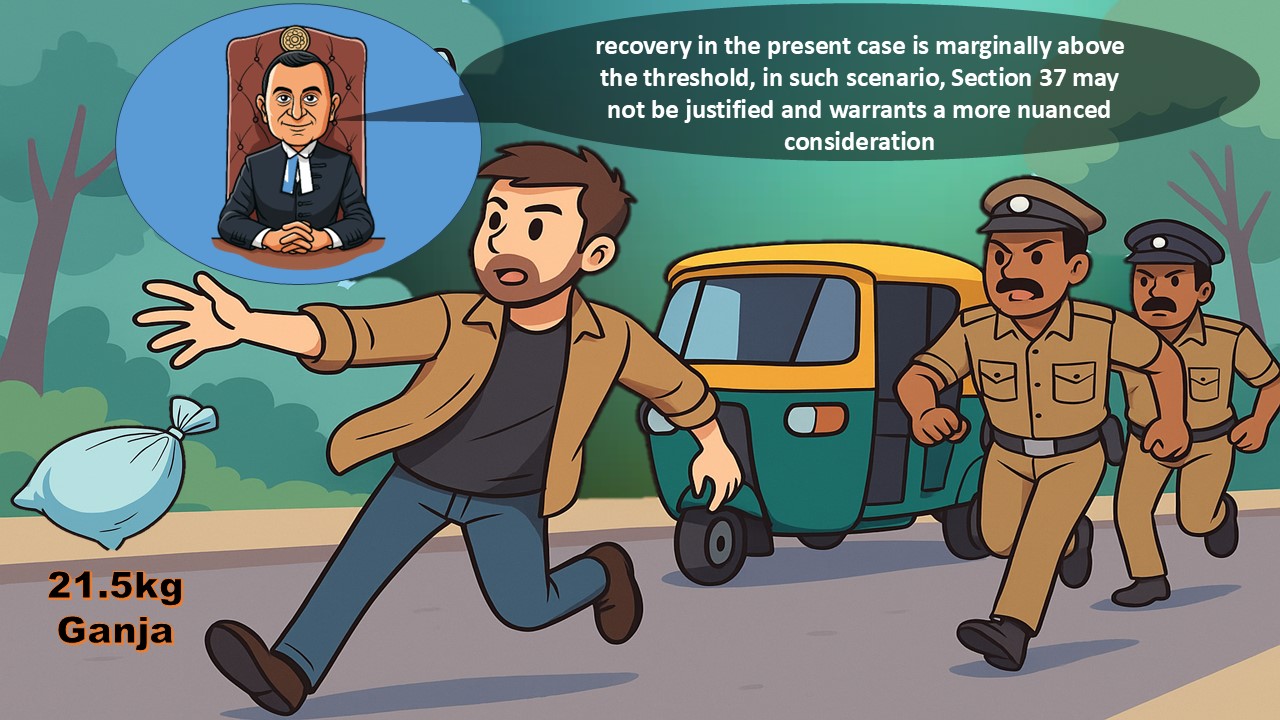 recovery in the present case is marginally above
the threshold, in such scenario, Section 37 may
not be justified and warrants a more nuanced
consideration
21.5kg
Ganja